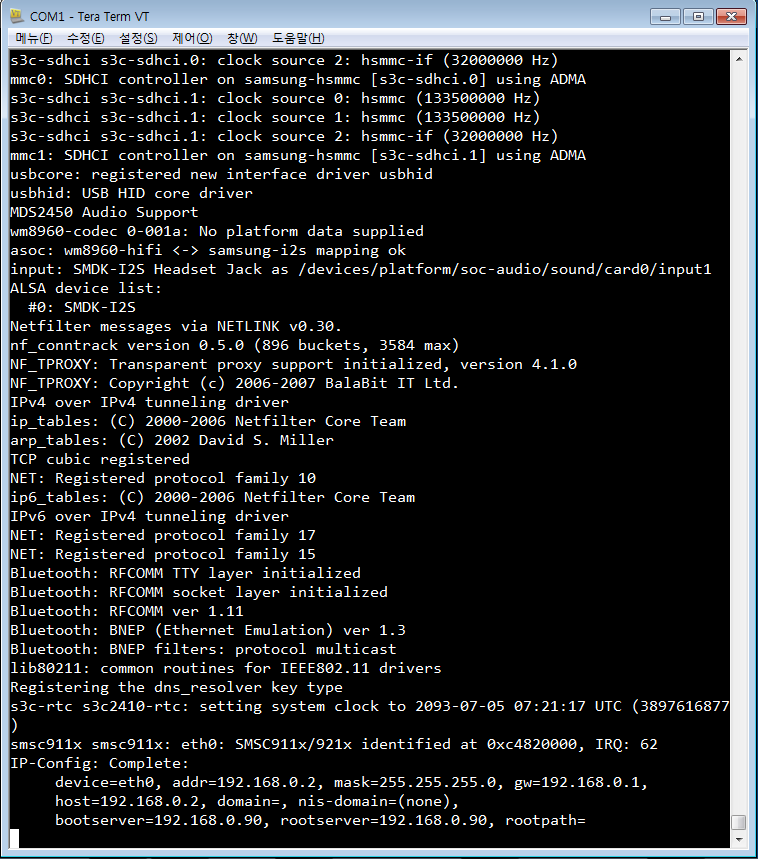 COM1 - Tera Term VT
메뉴(F) 수정(E) 설정(S) 제어(O) 창(W) 도움말(H)
s3c-sdhci s3c-sdhci.0: clock source 2: hsmmc-if (32000000 Hz)
mmc0: SDHCI controller on samsung-hsmmc [s3c-sdhci.0] using ADMA
s3c-sdhci s3c-sdhci.1: clock source 0: hsmmc (133500000 Hz)
s3c-sdhci s3c-sdhci.1: clock source 1: hsmmc (133500000 Hz)
s3c-sdhci s3c-sdhci.1: clock source 2: hsmmc-if (32000000 Hz)
mmc1: SDHCI controller on samsung-hsmmc [s3c-sdhci.1] using ADMA
usbcore: registered new interface driver usbhid
usbhid: USB HID core driver
MDS2450 Audio Support
wm8960-codec 0-001a: No platform data supplied
asoc: wm8960-hifi <-> samsung-i2s mapping ok
input: SMDK-I2S Headset Jack as /devices/platform/soc-audio/sound/card0/input1
ALSA device list:
  #0: SMDK-I2S
Netfilter messages via NETLINK v0.30.
nf_conntrack version 0.5.0 (896 buckets, 3584 max)
NF_TPROXY: Transparent proxy support initialized, version 4.1.0
NF_TPROXY: Copyright (c) 2006-2007 BalaBit IT Ltd.
IPv4 over IPv4 tunneling driver
ip_tables: (C) 2000-2006 Netfilter Core Team
arp_tables: (C) 2002 David S. Miller
TCP cubic registered
NET: Registered protocol family 10
ip6_tables: (C) 2000-2006 Netfilter Core Team
IPv6 over IPv4 tunneling driver
NET: Registered protocol family 17
NET: Registered protocol family 15
Bluetooth: RFCOMM TTY layer initialized
Bluetooth: RFCOMM socket layer initialized
Bluetooth: RFCOMM ver 1.11
Bluetooth: BNEP (Ethernet Emulation) ver 1.3
Bluetooth: BNEP filters: protocol multicast
lib80211: common routines for IEEE802.11 drivers
Registering the dns_resolver key type
s3c-rtc s3c2410-rtc: setting system clock to 2093-07-05 07:21:17 UTC (3897616877
)
smsc911x smsc911x: eth0: SMSC911x/921x identified at 0xc4820000, IRQ: 62
IP-Config: Complete:
     device=eth0, addr=192.168.0.2, mask=255.255.255.0, gw=192.168.0.1,
     host=192.168.0.2, domain=, nis-domain=(none),
     bootserver=192.168.0.90, rootserver=192.168.0.90, rootpath=